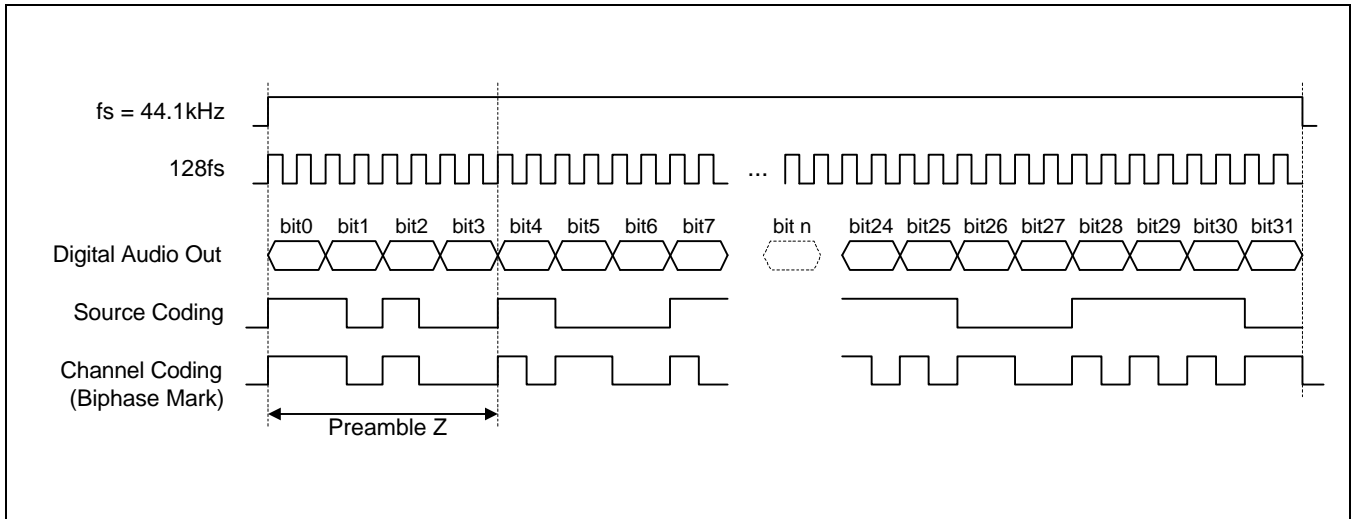 fs = 44.1kHz
128fs
...
bit0 bit1 bit2 bit3 bit4 bit5 bit6 bit7 bit n bit24 bit25 bit26 bit27 bit28 bit29 bit30 bit31
Digital Audio Out
Source Coding
Channel Coding
(Biphase Mark)
Preamble Z